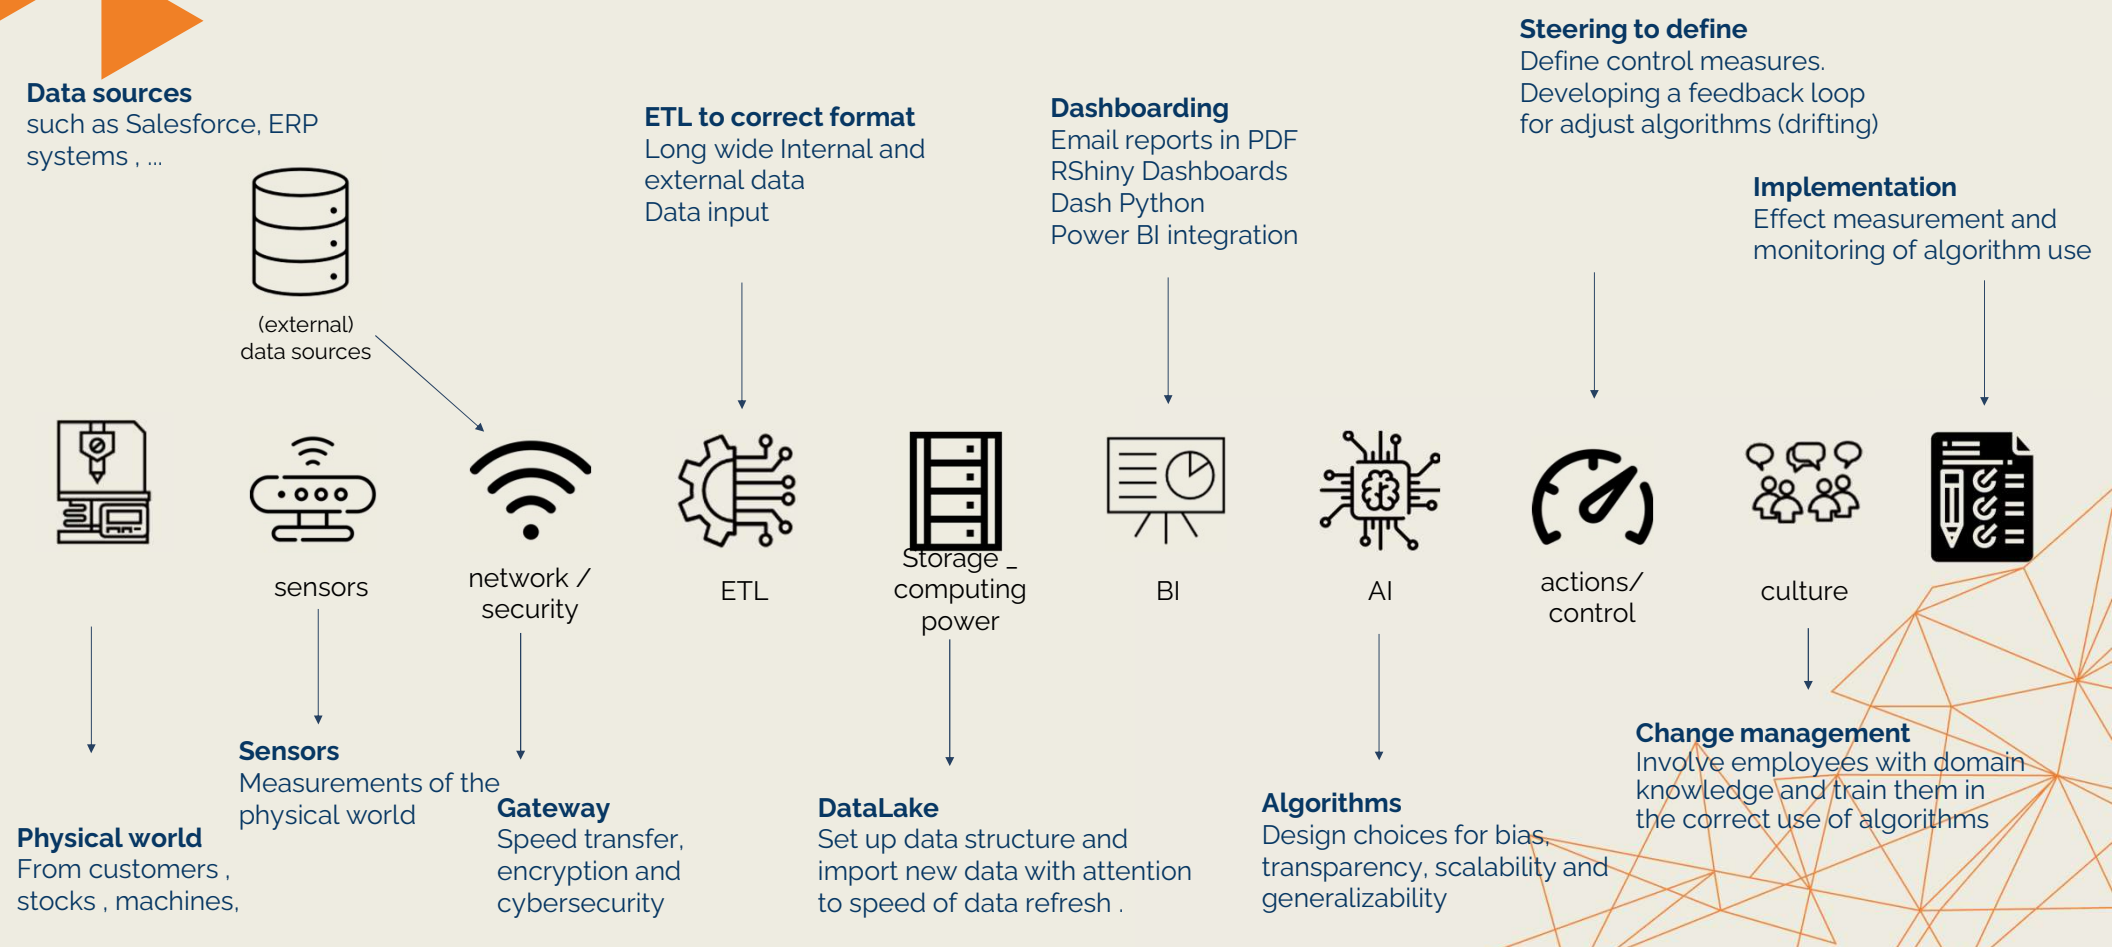 Steering to define
Define control measures.
Developing a feedback loop
for adjust algorithms (drifting)
Data sources
such as Salesforce, ERP
systems , ...
ETL to correct format
Long wide Internal and
external data
Data input
Dashboarding
Email reports in PDF
RShiny Dashboards
Dash Python
Power BI integration
Implementation
Effect measurement and
monitoring of algorithm use
(external)
data sources
sensors
network /
security
ETL
Storage _
computing
power
BI
AI
actions/
control
culture
Physical world
From customers ,
stocks , machines,
Sensors
Measurements of the
physical world
Gateway
Speed transfer,
encryption and
cybersecurity
DataLake
Set up data structure and
import new data with attention
to speed of data refresh .
Algorithms
Design choices for bias,
transparency, scalability and
generalizability
Change management
Involve employees with domain
knowledge and train them in
the correct use of algorithms